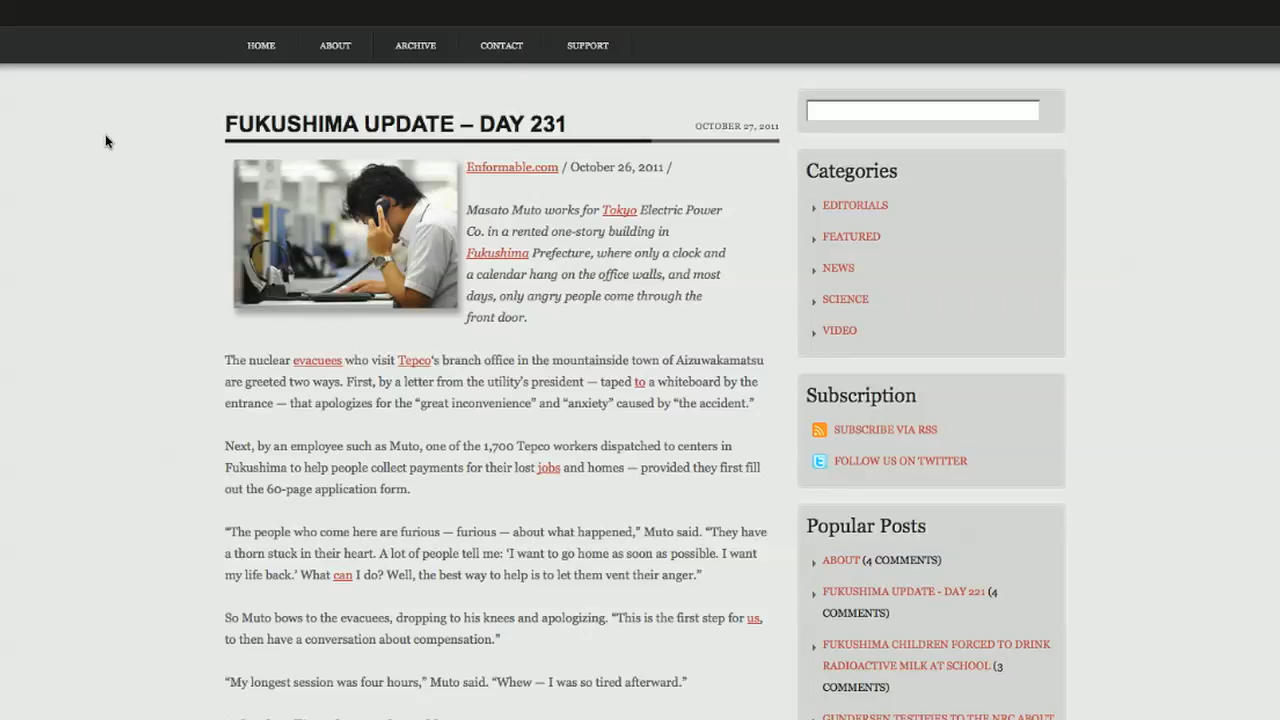 HOME
ABOUT
ARCHIVE
CONTACT
SUPPORT
FUKUSHIMA UPDATE – DAY 231
OCTOBER 27, 2011
Enformable.com / October 26, 2011 /
Masato Muto works for Tokyo Electric Power
Co. in a rented one-story building in
Fukushima Prefecture, where only a clock and
a calendar hang on the office walls, and most
days, only angry people come through the
front door.
The nuclear evacuees who visit Tepco‘s branch office in the mountainside town of Aizuwakamatsu
are greeted two ways. First, by a letter from the utility’s president — taped to a whiteboard by the
entrance — that apologizes for the “great inconvenience” and “anxiety” caused by “the accident.”
Next, by an employee such as Muto, one of the 1,700 Tepco workers dispatched to centers in
Fukushima to help people collect payments for their lost jobs and homes — provided they first fill
out the 60-page application form.
“The people who come here are furious — furious — about what happened,” Muto said. “They have
a thorn stuck in their heart. A lot of people tell me: ‘I want to go home as soon as possible. I want
my life back.’ What can I do? Well, the best way to help is to let them vent their anger.”
So Muto bows to the evacuees, dropping to his knees and apologizing. “This is the first step for us,
to then have a conversation about compensation.”
“My longest session was four hours,” Muto said. “Whew — I was so tired afterward.”
Categories
EDITORIALS
FEATURED
NEWS
SCIENCE
VIDEO
Subscription
SUBSCRIBE VIA RSS
FOLLOW US ON TWITTER
Popular Posts
ABOUT (4 COMMENTS)
FUKUSHIMA UPDATE - DAY 221 (4
COMMENTS)
FUKUSHIMA CHILDREN FORCED TO DRINK
RADIOACTIVE MILK AT SCHOOL (3
COMMENTS)
GUNDERSEN TESTIFIES TO THE NRC ABOUT